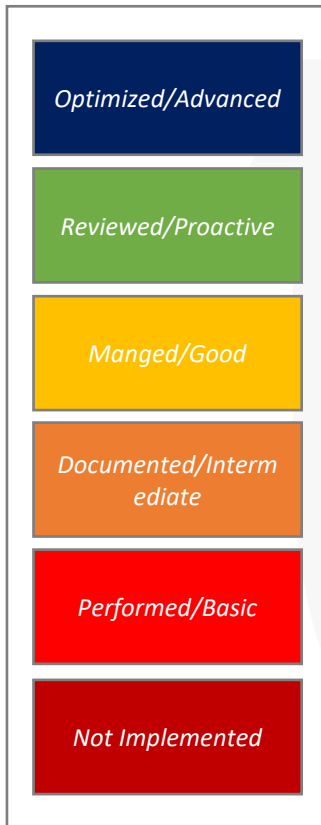 Optimized/Advanced
Reviewed/Proactive
Manged/Good
Documented/Interm
ediate
Performed/Basic
Not Implemented